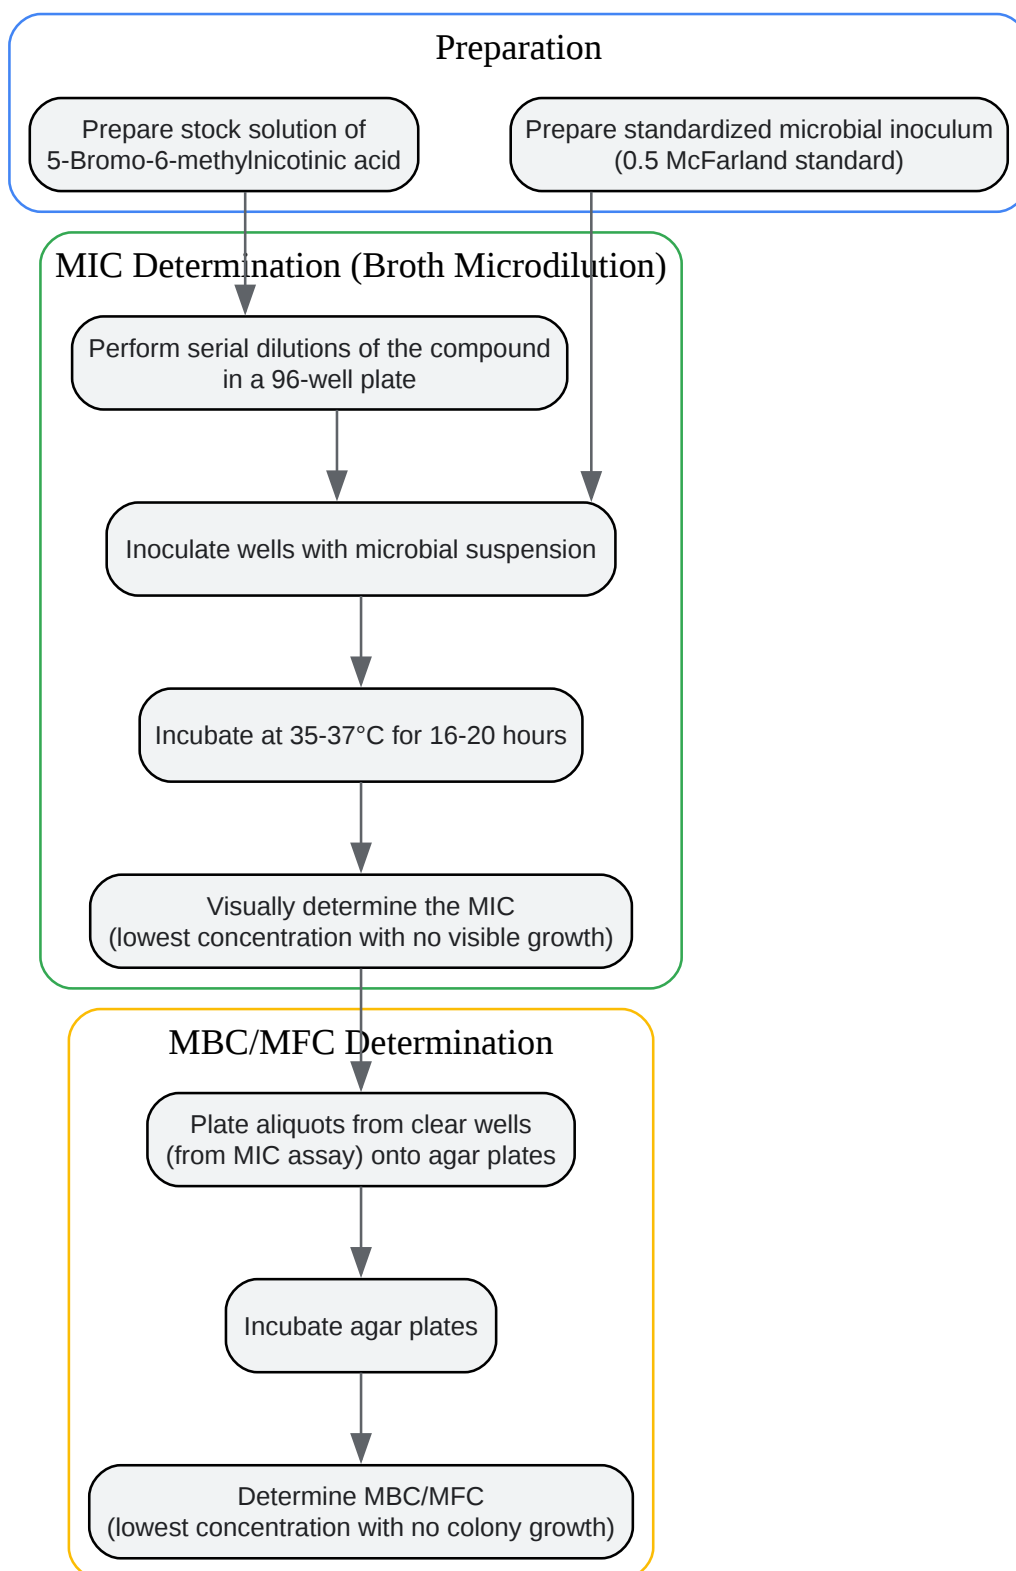 Preparation
Prepare stock solution of
5-Bromo-6-methylnicotinic acid
Prepare standardized microbial inoculum
(0.5 McFarland standard)
MIC Determination (Broth Microdilution)
Perform serial dilutions of the compound
in a 96-well plate
Inoculate wells with microbial suspension
Incubate at 35-37°C for 16-20 hours
Visually determine the MIC
(lowest concentration with no visible growth)
MBC/MFC Determination
Plate aliquots from clear wells
(from MIC assay) onto agar plates
Incubate agar plates
Determine MBC/MFC
(lowest concentration with no colony growth)